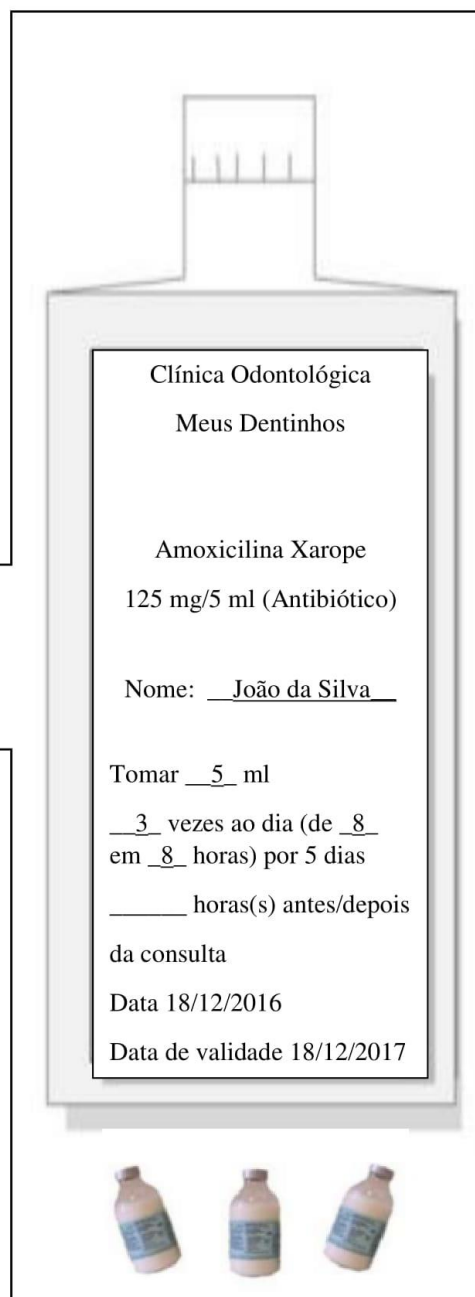 Clínica Odontológica
Meus Dentinhos
Amoxicilina Xarope
125 mg/5 ml (Antibiótico)
Nome: __João da Silva__
Tomar __5_ ml
__3_ vezes ao dia (de _8_
em _8_ horas) por 5 dias
______ horas(s) antes/depois
da consulta
Data 18/12/2016
Data de validade 18/12/2017